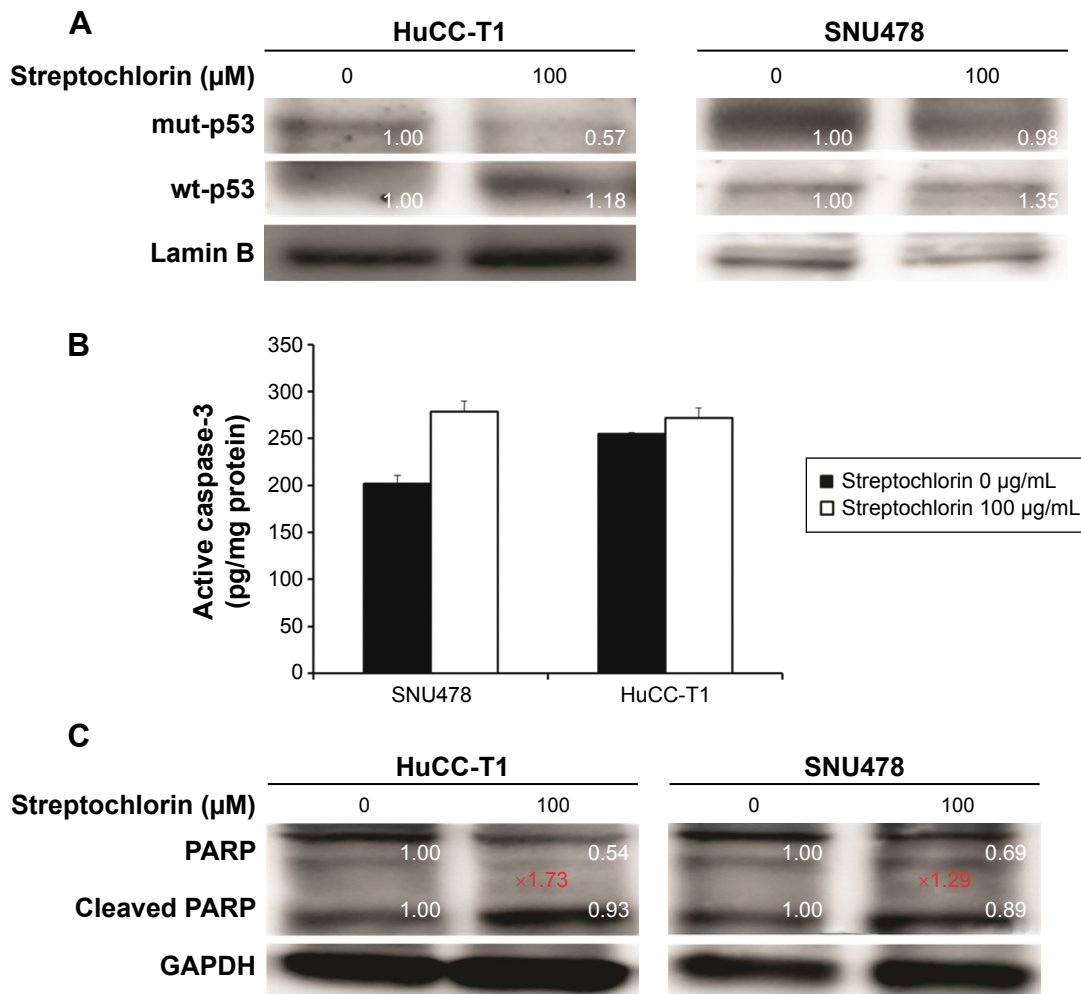 A
HuCC-T1 SNU478
Streptochlorin (µM) 0 100 0 100
mut-p53 1.00 0.57 1.00 0.98
wt-p53 1.00 1.18 1.00 1.35
Lamin B
B
350
300
250
200
150
100
50
0
Active caspase-3
(pg/mg protein)
SNU478 HuCC-T1
Streptochlorin 0 µg/mL
Streptochlorin 100 µg/mL
C
HuCC-T1 SNU478
Streptochlorin (µM) 0 100 0 100
PARP 1.00 0.54 1.00 0.69
×1.73 ×1.29
Cleaved PARP 1.00 0.93 1.00 0.89
GAPDH